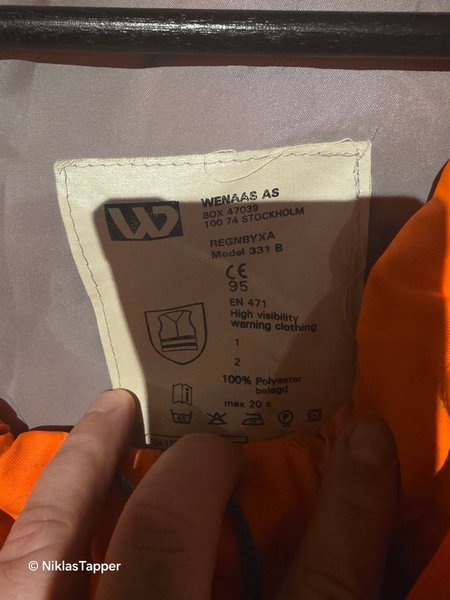 W
WENAAS AS
BOX 47039
100 74 STOCKHOLM
REGNBYXA
Model 331 B
CE
95
EN 471
High visibility
warning clothing
1
2
100% Polyester
belagd
max 20 x
40
P
© NiklasTapper